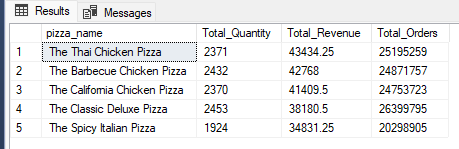 Results Messages
pizza_name Total_Quantity Total_Revenue Total_Orders
1 The Thai Chicken Pizza 2371 43434.25 25195259
2 The Barbecue Chicken Pizza 2432 42768 24871757
3 The California Chicken Pizza 2370 41409.5 24753723
4 The Classic Deluxe Pizza 2453 38180.5 26399795
5 The Spicy Italian Pizza 1924 34831.25 20298905